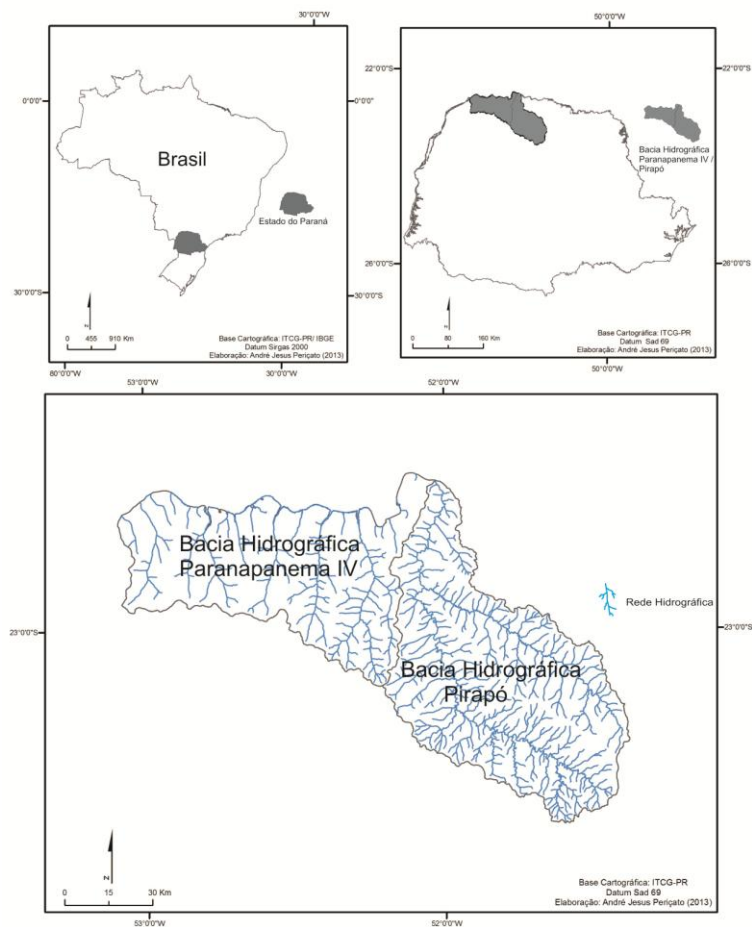 30°0'0"W
0°0'0"
0°0'0"
Brasil
Estado do Paraná
30°0'0"S
30°0'0"S
N
0 455 910 Km
Base Cartográfica: ITCG-PR/ IBGE
Datum Sirgas 2000
Elaboração: André Jesus Periçato (2013)
60°0'0"W
30°0'0"W
50°0'0"W
22°0'0"S
22°0'0"S
Bacia Hidrográfica
Paranapanema IV /
Pirapó
26°0'0"S
26°0'0"S
N
0 80 160 Km
Base Cartográfica: ITCG-PR
Datum Sad 69
Elaboração: André Jesus Periçato (2013)
50°0'0"W
53°0'0"W
52°0'0"W
Bacia Hidrográfica
Paranapanema IV
Rede Hidrográfica
23°0'0"S
23°0'0"S
Bacia Hidrográfica
Pirapó
N
0 15 30 Km
Base Cartográfica: ITCG-PR
Datum Sad 69
Elaboração: André Jesus Periçato (2013)
53°0'0"W
52°0'0"W